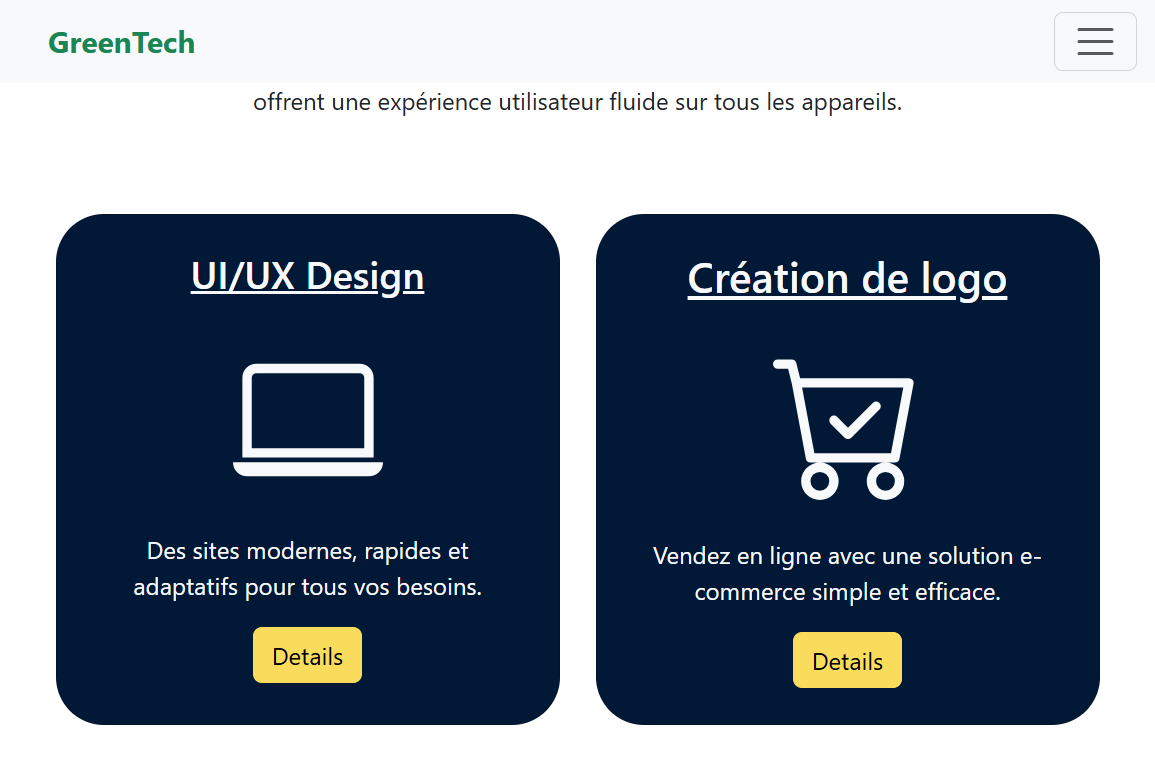 GreenTech
offrent une expérience utilisateur fluide sur tous les appareils.
UI/UX Design
Des sites modernes, rapides et
adaptatifs pour tous vos besoins.
Details
Création de logo
Vendez en ligne avec une solution e-
commerce simple et efficace.
Details